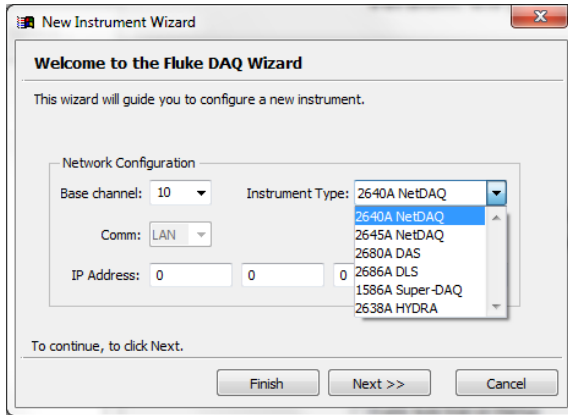 New Instrument Wizard
Welcome to the Fluke DAQ Wizard
This wizard will guide you to configure a new instrument.
Network Configuration
Base channel: 10 Instrument Type: 2640A NetDAQ
2640A NetDAQ
2645A NetDAQ
Comm: LAN
2680A DAS
2686A DLS
IP Address: 0 0 0
1586A Super-DAQ
2638A HYDRA
To continue, to click Next.
Finish Next >> Cancel